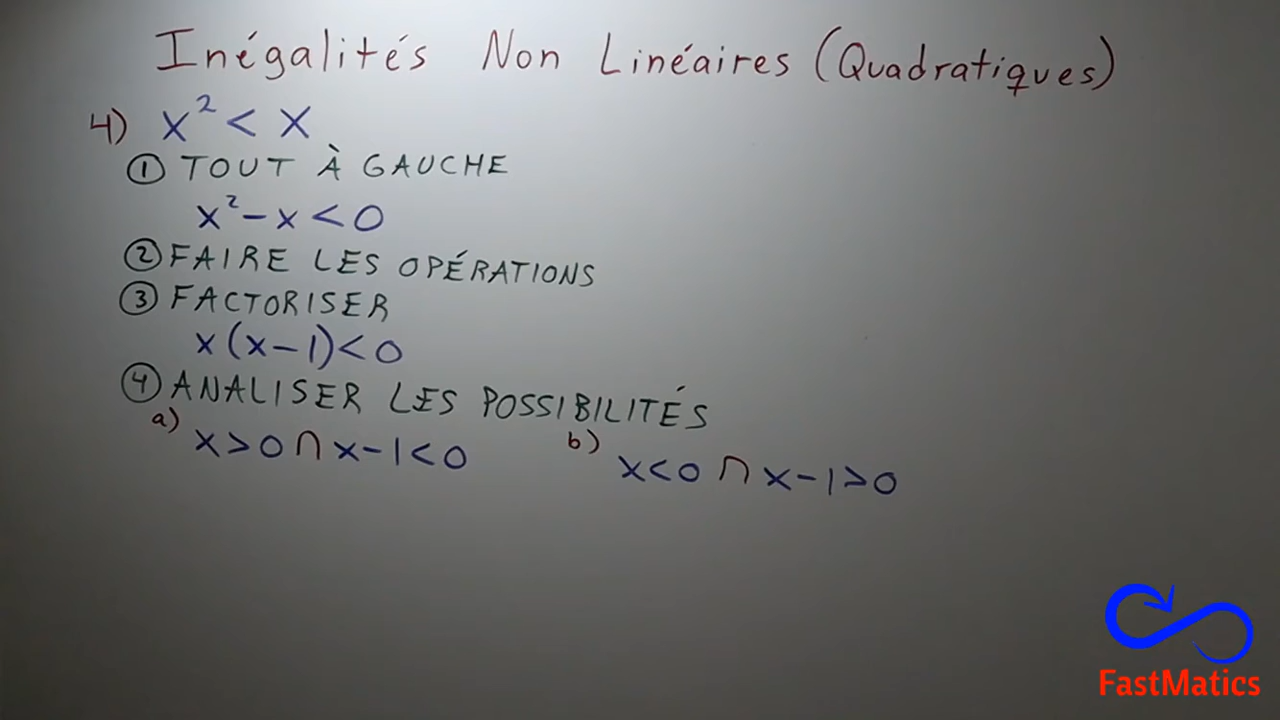 Inégalités Non Linéaires (Quadratiques)
4) x² < x
① TOUT À GAUCHE
x² - x < 0
② FAIRE LES OPÉRATIONS
③ FACTORISER
x(x-1) < 0
④ ANALISER LES POSSIBILITÉS
a) x > 0 ∩ x - 1 < 0
b) x < 0 ∩ x - 1 > 0
FastMatics